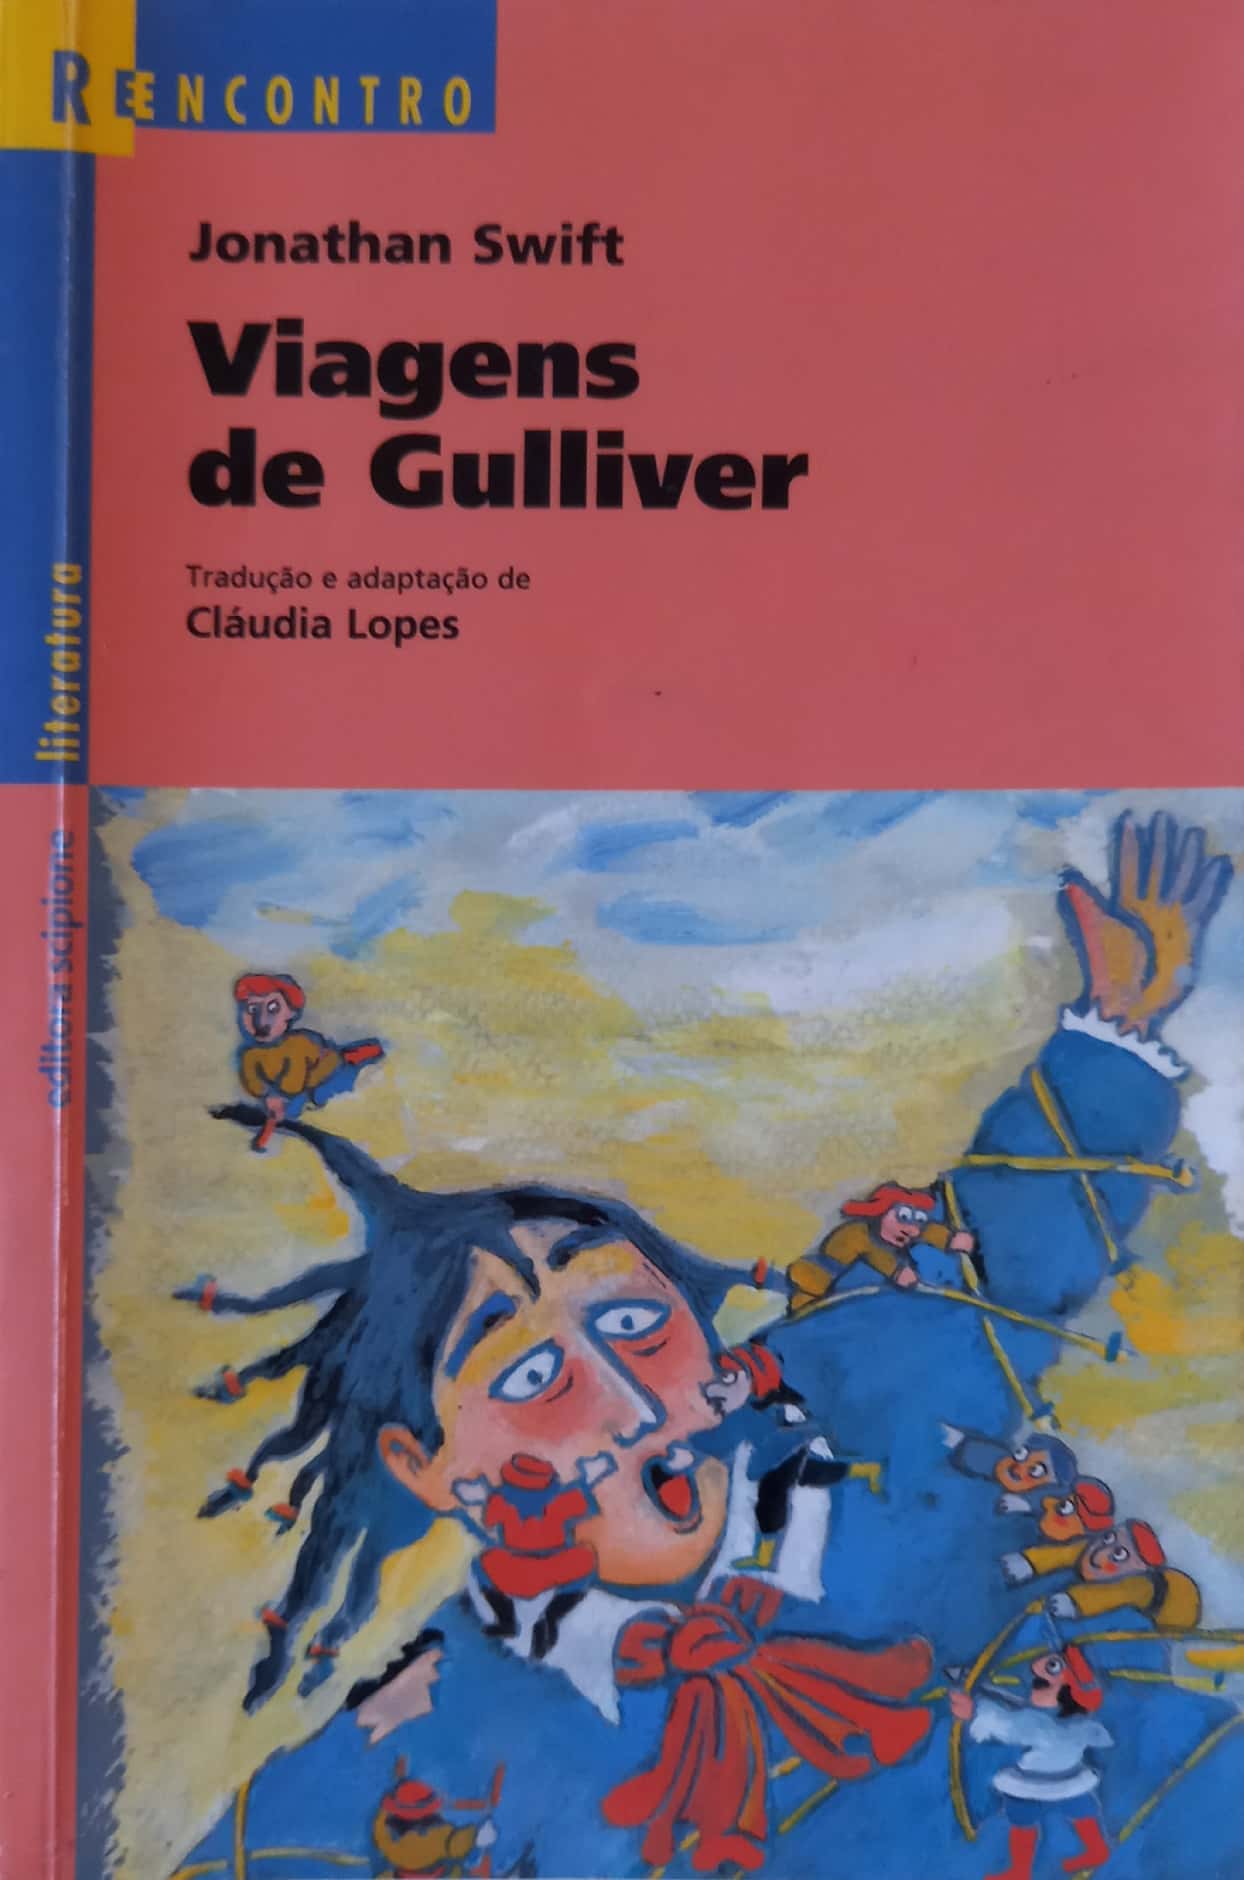 REENCONTRO
Jonathan Swift
Viagens
de Gulliver
Tradução e adaptação de
Cláudia Lopes
literatura
editora scipione